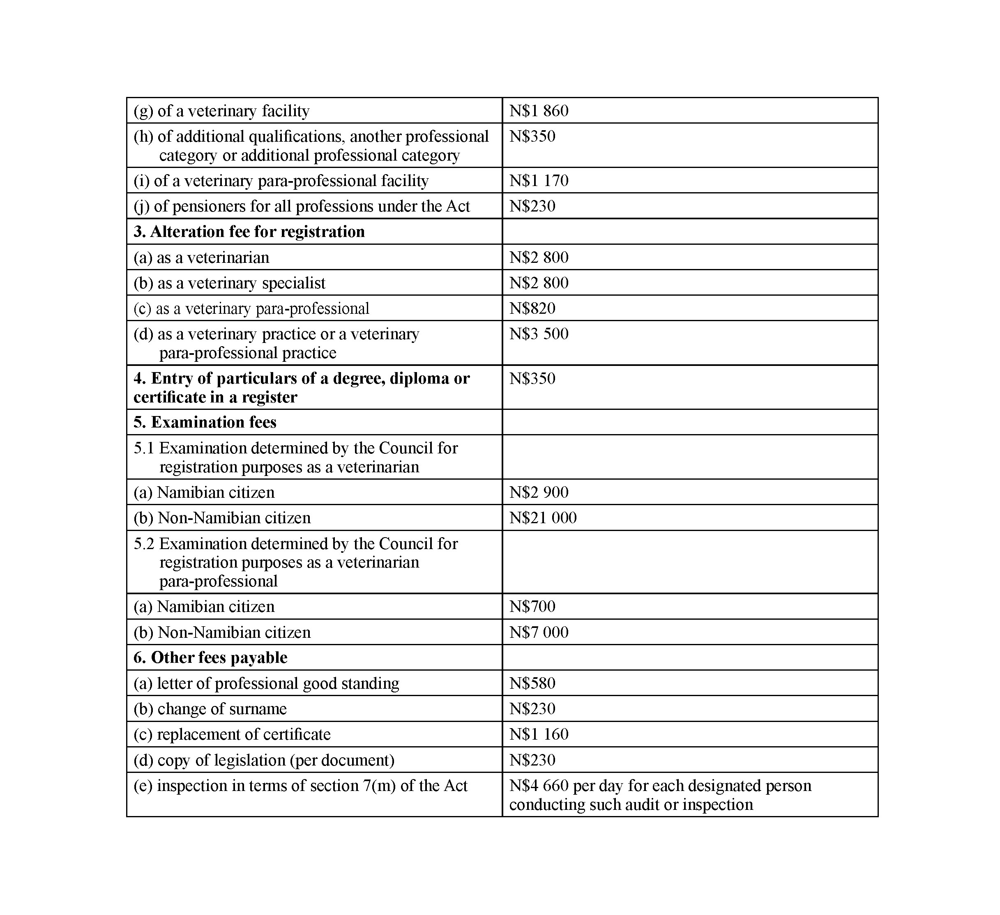 (g) of a veterinary facility N$1 860
(h) of additional qualifications, another professional N$350
category or additional professional category
(i) of a veterinary para-professional facility N$1 170
(j) of pensioners for all professions under the Act N$230
3. Alteration fee for registration
(a) as a veterinarian N$2 800
(b) as a veterinary specialist N$2 800
(c) as a veterinary para-professional N$820
(d) as a veterinary practice or a veterinary N$3 500
para-professional practice
4. Entry of particulars of a degree, diploma or N$350
certificate in a register
5. Examination fees
5.1 Examination determined by the Council for
registration purposes as a veterinarian
(a) Namibian citizen N$2 900
(b) Non-Namibian citizen N$21 000
5.2 Examination determined by the Council for
registration purposes as a veterinarian
para-professional
(a) Namibian citizen N$700
(b) Non-Namibian citizen N$7 000
6. Other fees payable
(a) letter of professional good standing N$580
(b) change of surname N$230
(c) replacement of certificate N$1 160
(d) copy of legislation (per document) N$230
(e) inspection in terms of section 7(m) of the Act N$4 660 per day for each designated person
conducting such audit or inspection